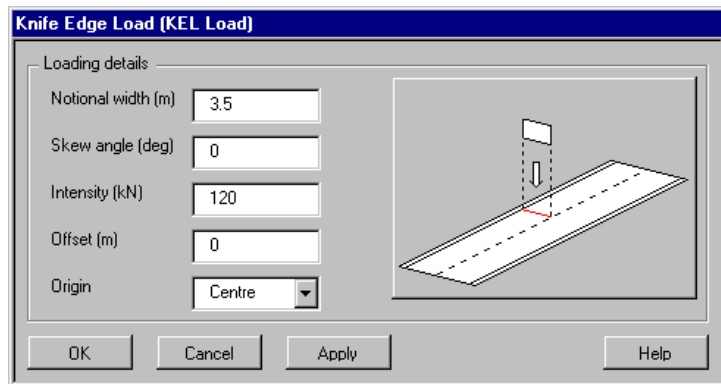 Knife Edge Load (KEL Load)
Loading details
Notional width (m) 3.5
Skew angle (deg) 0
Intensity (kN) 120
Offset (m) 0
Origin Centre
OK Cancel Apply Help